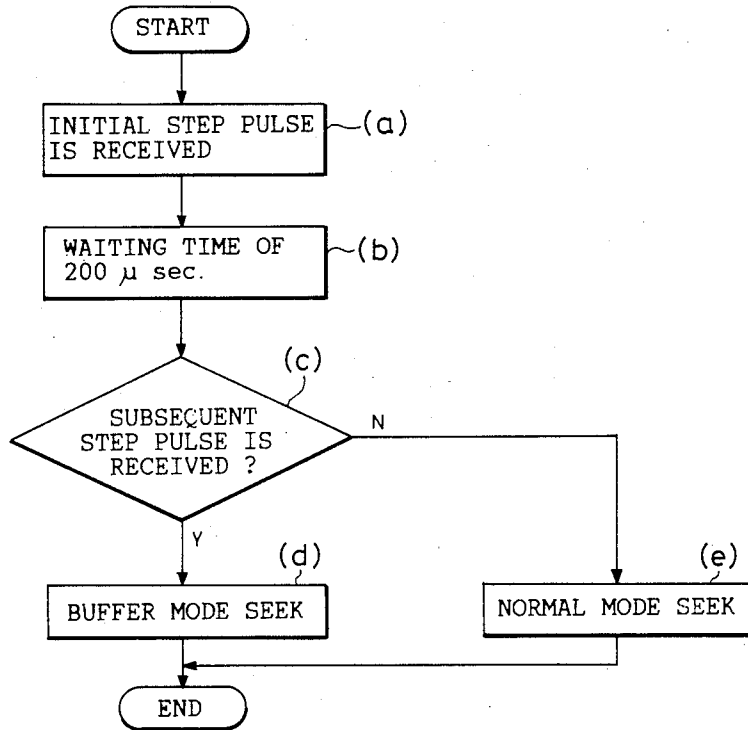 START
INITIAL STEP PULSE
IS RECEIVED
(a)
WAITING TIME OF
200 μ sec.
(b)
(c)
SUBSEQUENT
STEP PULSE IS
RECEIVED ?
N
Y
(d)
BUFFER MODE SEEK
(e)
NORMAL MODE SEEK
END